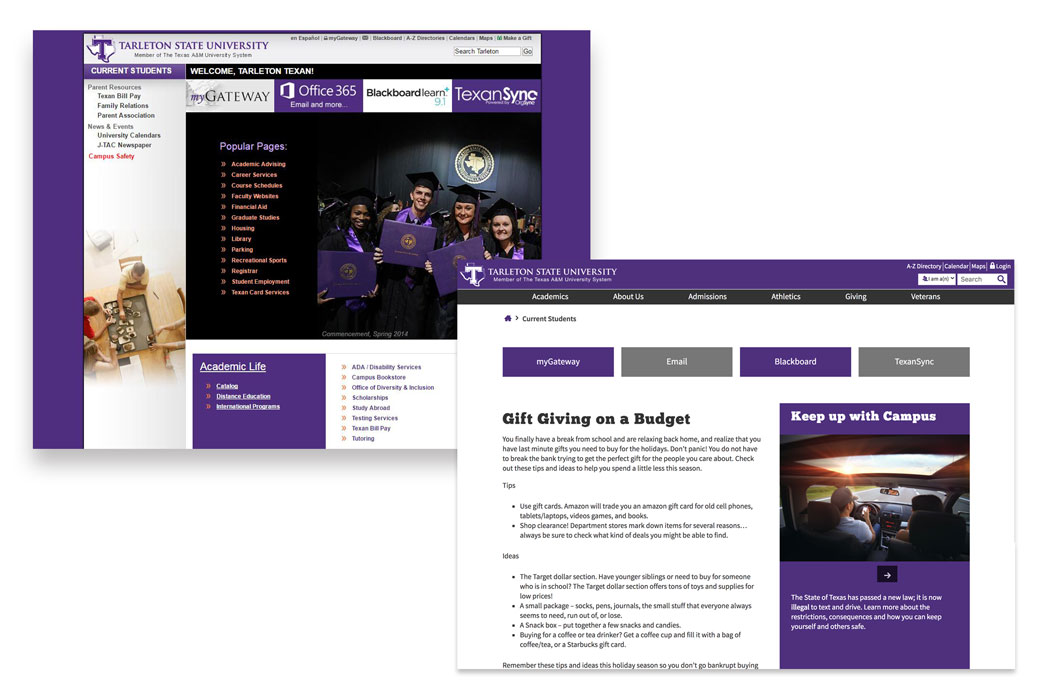 TARLETON STATE UNIVERSITY
Member of The Texas A&M University System
en Español | myGateway | | Blackboard | A-Z Directories | Calendars | Maps | Make a Gift
Search Tarleton Go
CURRENT STUDENTS
WELCOME, TARLETON TEXAN!
Parent Resources
Texan Bill Pay
Family Relations
Parent Association
News & Events
University Calendars
J-TAC Newspaper
Campus Safety
myGATEWAY
Office 365
Email and more...
Blackboard learn+
9.1
TexanSync
Powered by OrgSync
Popular Pages:
» Academic Advising
» Career Services
» Course Schedules
» Faculty Websites
» Financial Aid
» Graduate Studies
» Housing
» Library
» Parking
» Recreational Sports
» Registrar
» Student Employment
» Texan Card Services
Commencement, Spring 2014
Academic Life
» Catalog
» Distance Education
» International Programs
» ADA / Disability Services
» Campus Bookstore
» Office of Diversity & Inclusion
» Scholarships
» Study Abroad
» Testing Services
» Texan Bill Pay
» Tutoring
TARLETON STATE UNIVERSITY
Member of The Texas A&M University System
A-Z Directory | Calendar | Maps | Login
I am a(n) Search
Academics About Us Admissions Athletics Giving Veterans
> Current Students
myGateway Email Blackboard TexanSync
Gift Giving on a Budget
You finally have a break from school and are relaxing back home, and realize that you
have last minute gifts you need to buy for the holidays. Don't panic! You do not have
to break the bank trying to get the perfect gift for the people you care about. Check
out these tips and ideas to help you spend a little less this season.
Tips
• Use gift cards. Amazon will trade you an amazon gift card for old cell phones,
tablets/laptops, videos games, and books.
• Shop clearance! Department stores mark down items for several reasons…
always be sure to check what kind of deals you might be able to find.
Ideas
• The Target dollar section. Have younger siblings or need to buy for someone
who is in school? The Target dollar section offers tons of toys and supplies for
low prices!
• A small package – socks, pens, journals, the small stuff that everyone always
seems to need, run out of, or lose.
• A Snack box – put together a few snacks and candies.
• Buying for a coffee or tea drinker? Get a coffee cup and fill it with a bag of
coffee/tea, or a Starbucks gift card.
Remember these tips and ideas this holiday season so you don't go bankrupt buying
Keep up with Campus
The State of Texas has passed a new law; it is now
illegal to text and drive. Learn more about the
restrictions, consequences and how you can keep
yourself and others safe.